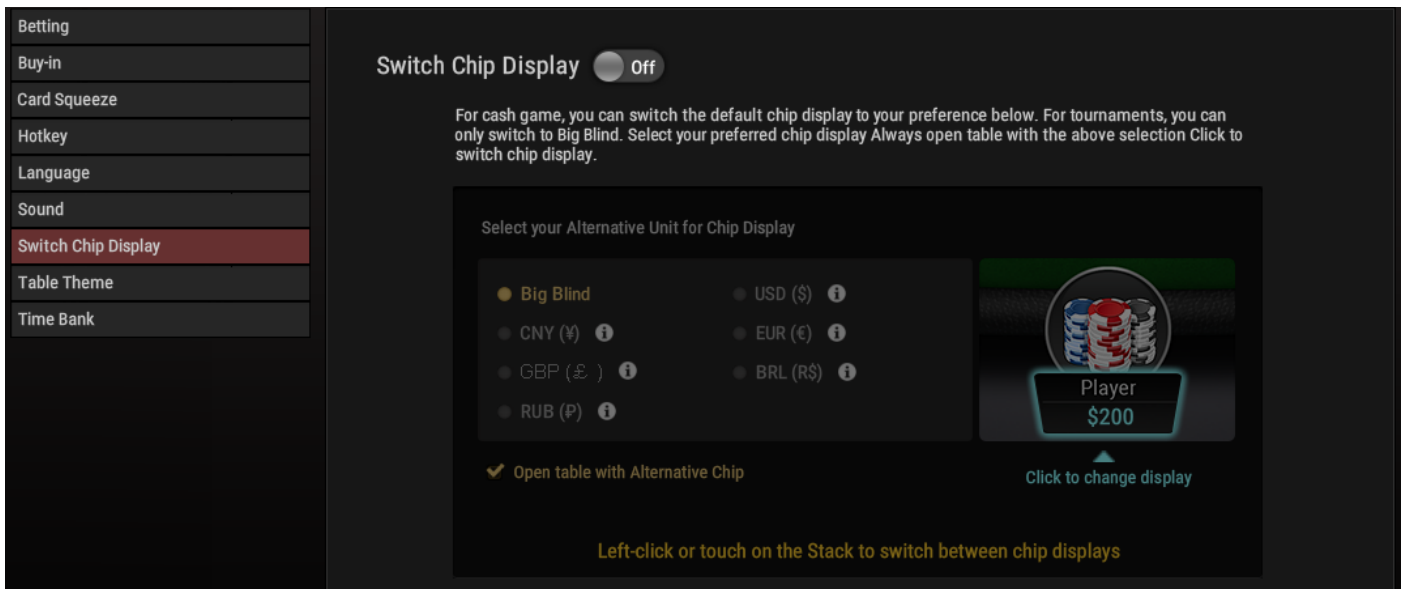 Betting
Buy-in
Card Squeeze
Hotkey
Language
Sound
Switch Chip Display
Table Theme
Time Bank
Switch Chip Display Off
For cash game, you can switch the default chip display to your preference below. For tournaments, you can
only switch to Big Blind. Select your preferred chip display Always open table with the above selection Click to
switch chip display.
Select your Alternative Unit for Chip Display
Big Blind USD ($)
CNY (¥) EUR (€)
GBP (£ ) BRL (R$)
RUB (₽)
Player
$200
Open table with Alternative Chip
Click to change display
Left-click or touch on the Stack to switch between chip displays